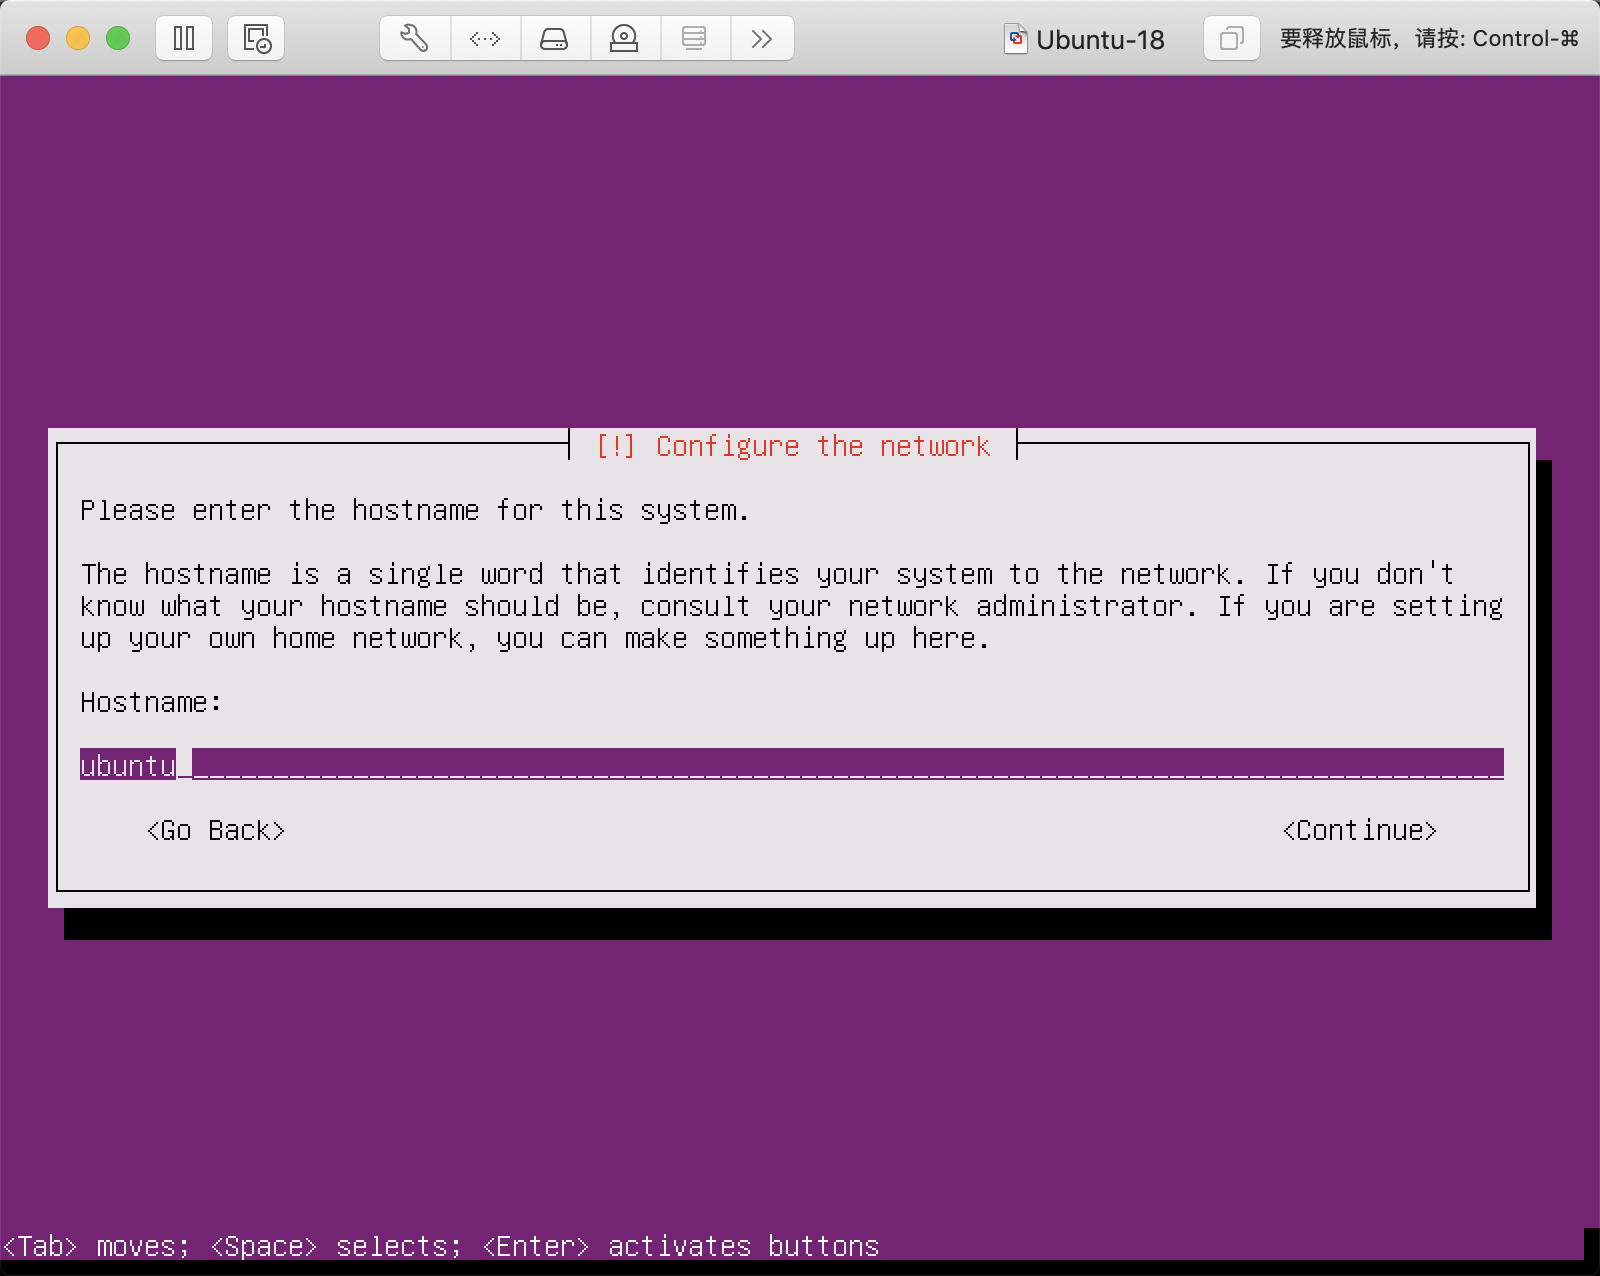 Ubuntu-18
要释放鼠标，请按: Control-⌘
[!] Configure the network
Please enter the hostname for this system.
The hostname is a single word that identifies your system to the network. If you don't
know what your hostname should be, consult your network administrator. If you are setting
up your own home network, you can make something up here.
Hostname:
ubuntu
<Go Back> <Continue>
<Tab> moves; <Space> selects; <Enter> activates buttons